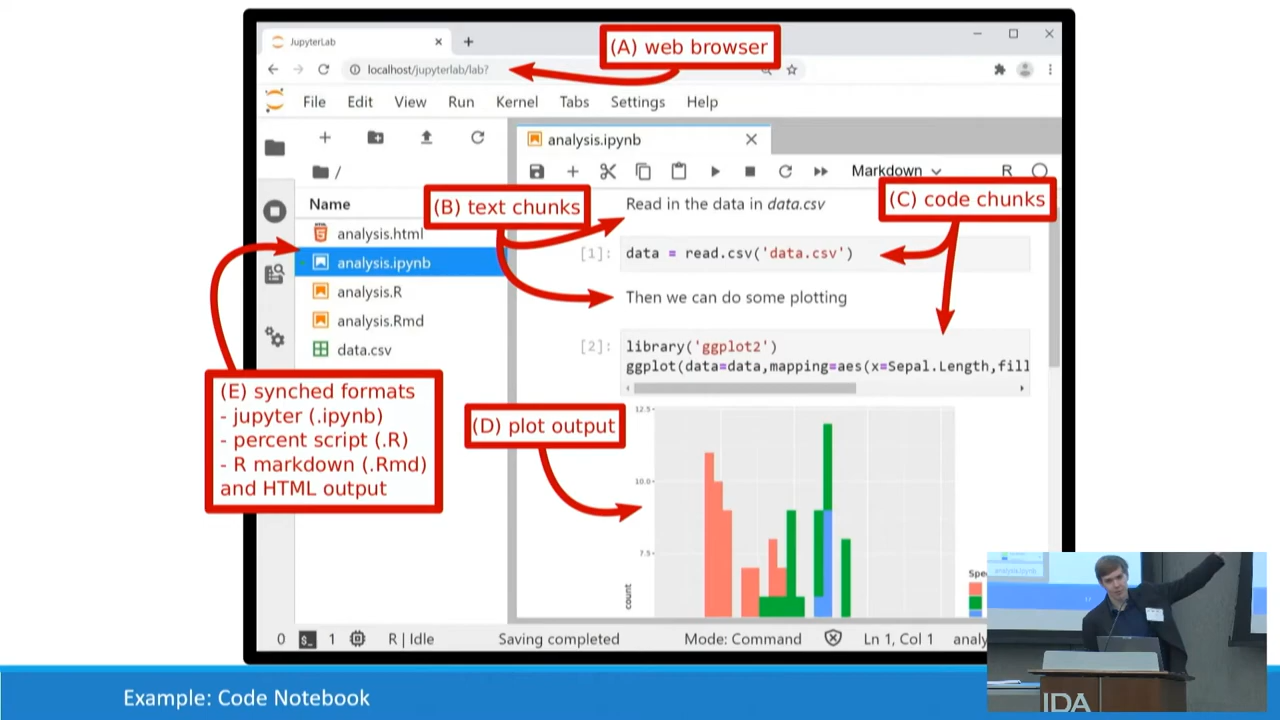 JupyterLab
(A) web browser
localhost/jupyterlab/lab?
File Edit View Run Kernel Tabs Settings Help
analysis.ipynb
Markdown
R
/
Name
(B) text chunks
(C) code chunks
Read in the data in data.csv
analysis.html
[1]: data = read.csv('data.csv')
analysis.ipynb
analysis.R
Then we can do some plotting
analysis.Rmd
[2]: library('ggplot2')
data.csv
ggplot(data=data,mapping=aes(x=Sepal.Length,fill
(E) synched formats
- jupyter (.ipynb)
- percent script (.R)
- R markdown (.Rmd)
and HTML output
(D) plot output
12.5
10.0
7.5
count
Spe
0 1 R | Idle Saving completed Mode: Command Ln 1, Col 1 analy
analysis.ipynb
IDA
Example: Code Notebook